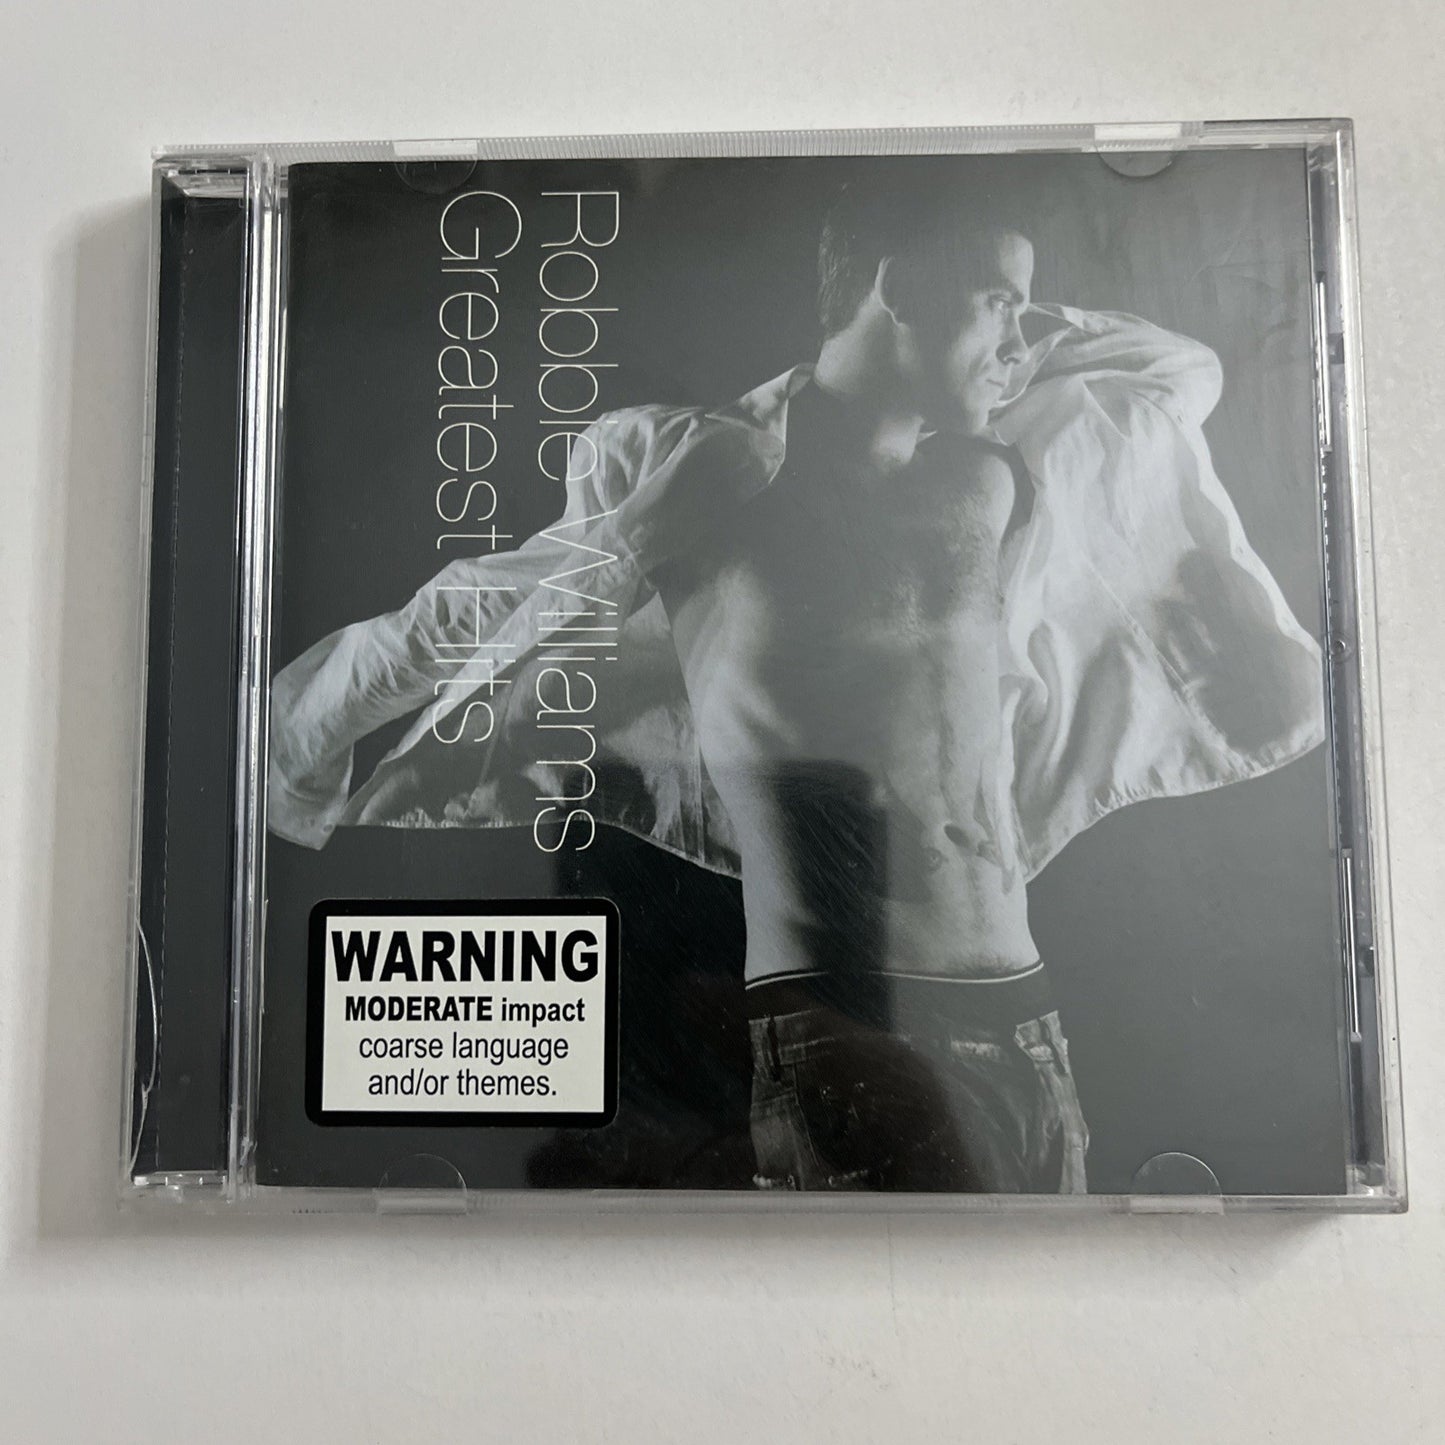 Robbie Williams
Greatest Hits
WARNING
MODERATE impact
coarse language
and/or themes.